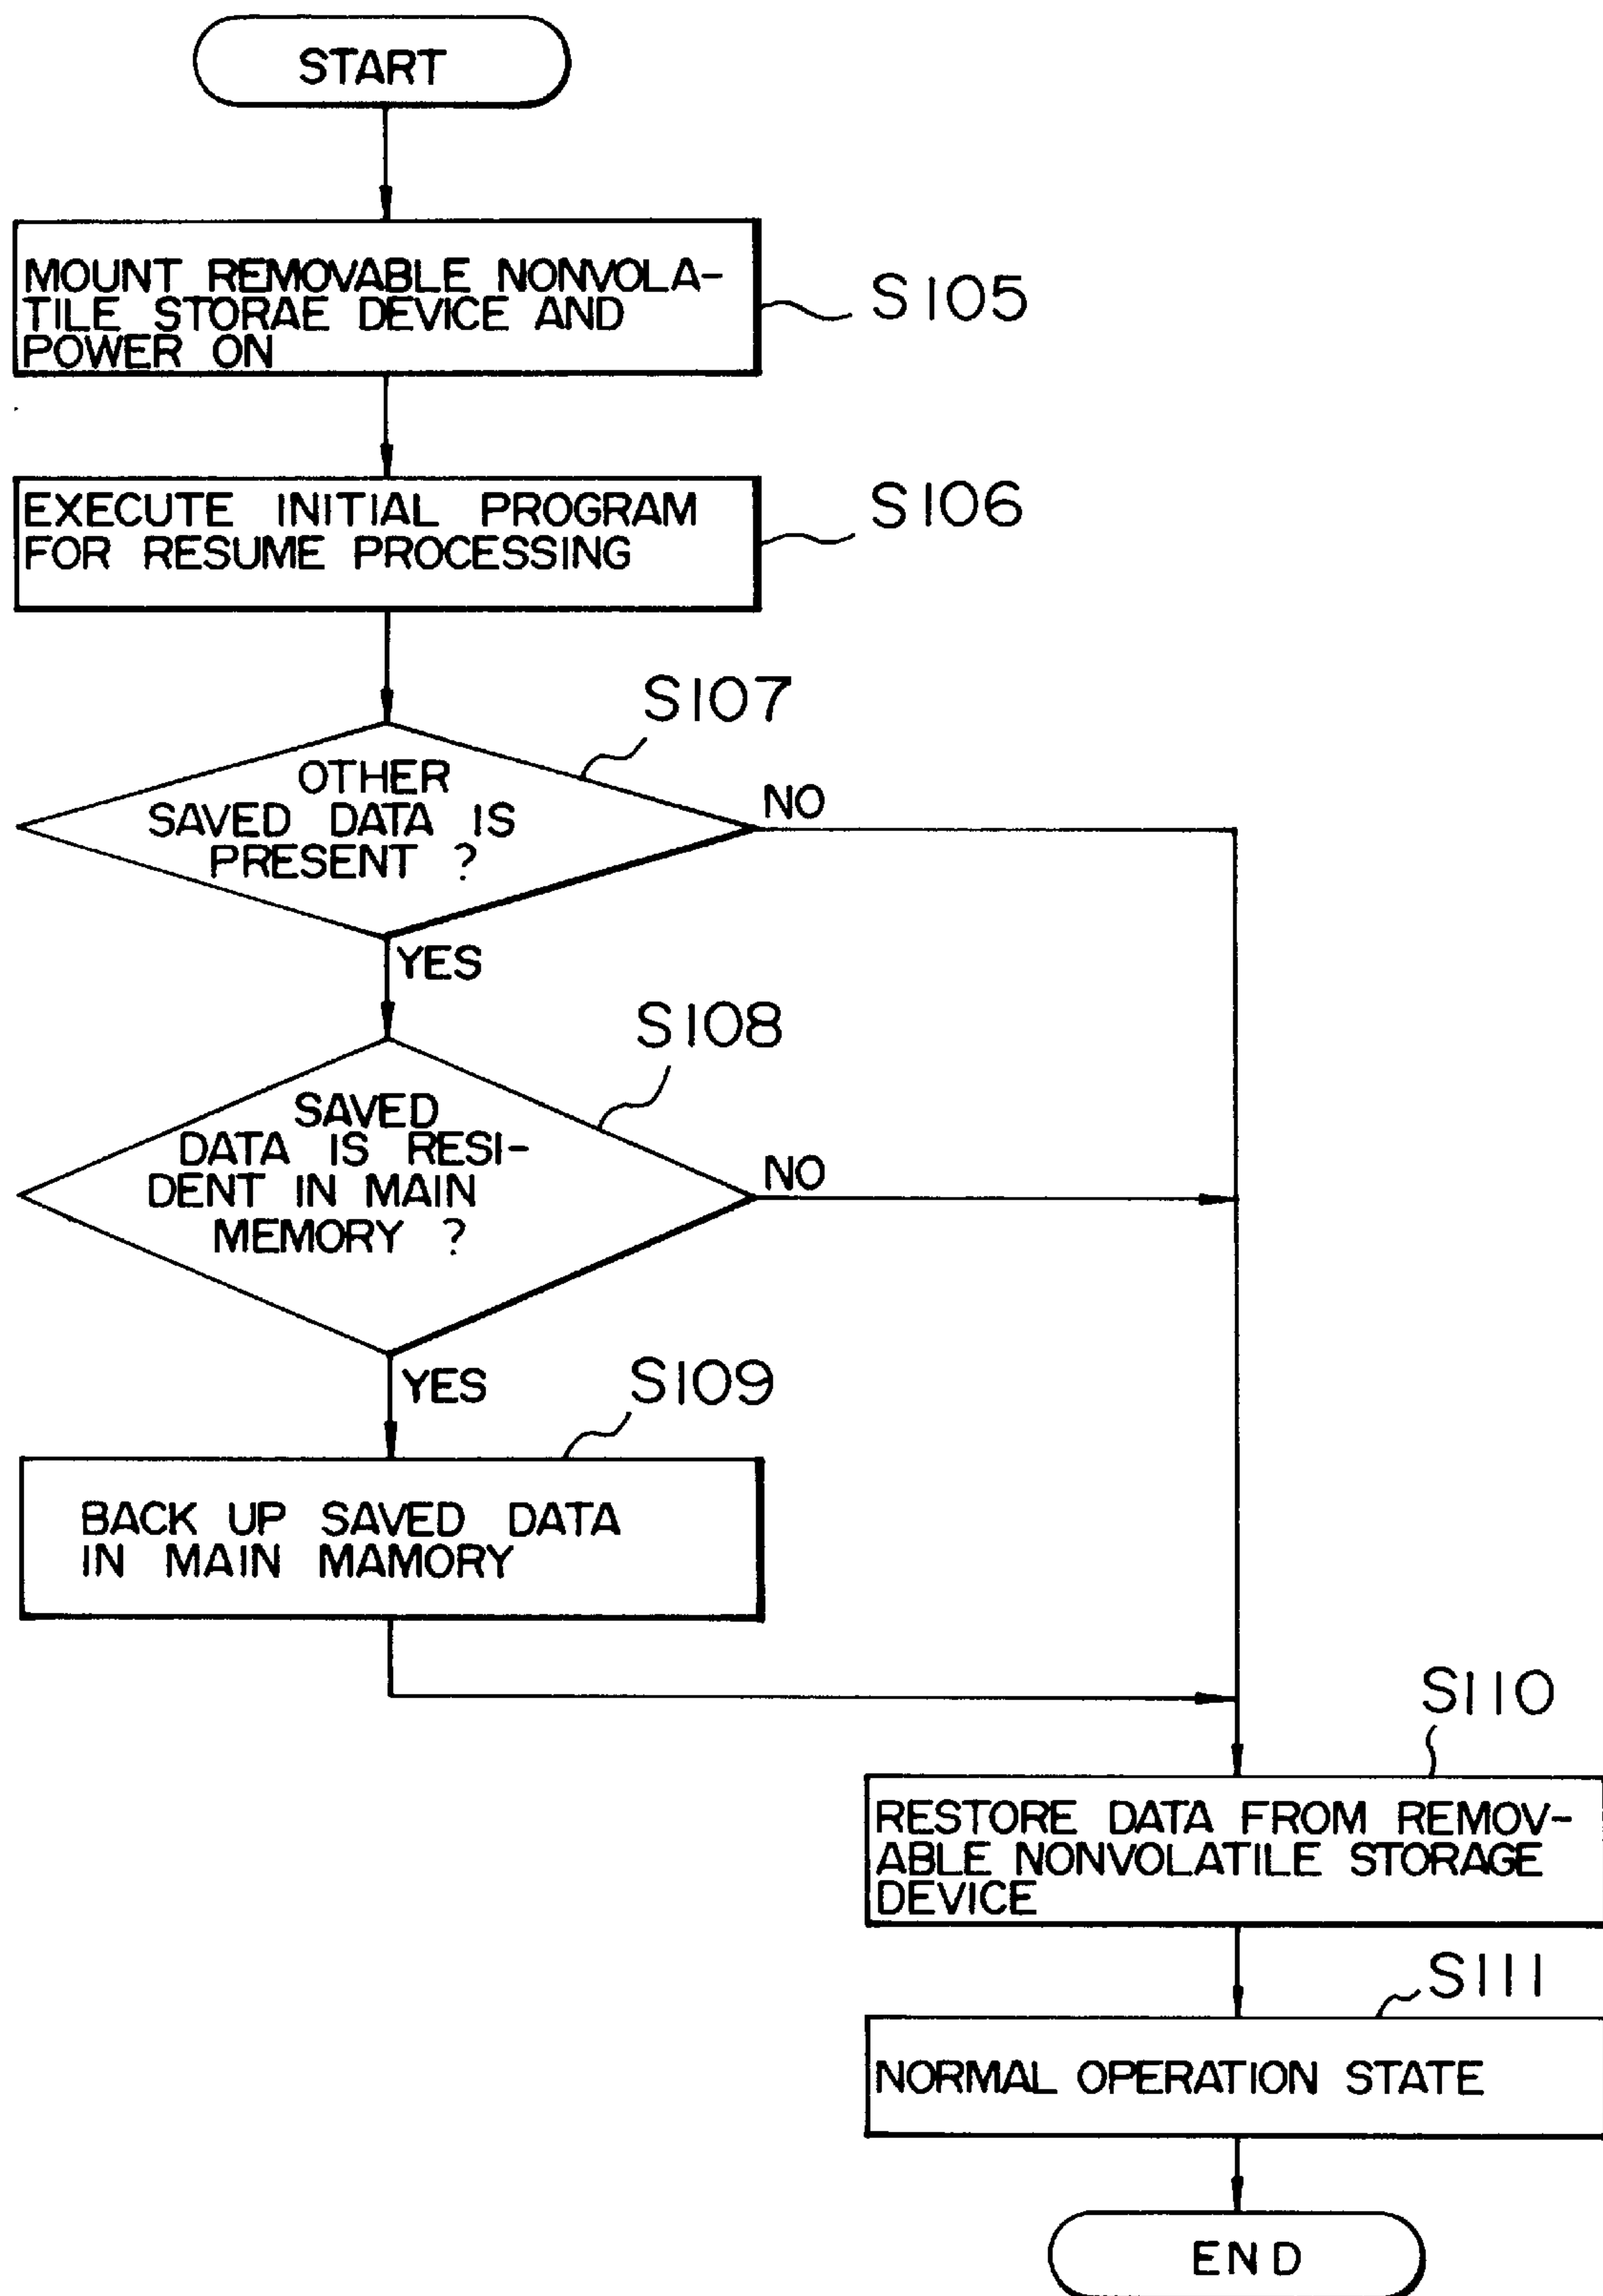 START
MOUNT REMOVABLE NONVOLA-
TILE STORAE DEVICE AND
POWER ON
S105
EXECUTE INITIAL PROGRAM
FOR RESUME PROCESSING
S106
S107
OTHER
SAVED DATA IS
PRESENT ?
NO
YES
S108
SAVED
DATA IS RESI-
DENT IN MAIN
MEMORY ?
NO
YES
S109
BACK UP SAVED DATA
IN MAIN MAMORY
S110
RESTORE DATA FROM REMOV-
ABLE NONVOLATILE STORAGE
DEVICE
S111
NORMAL OPERATION STATE
END